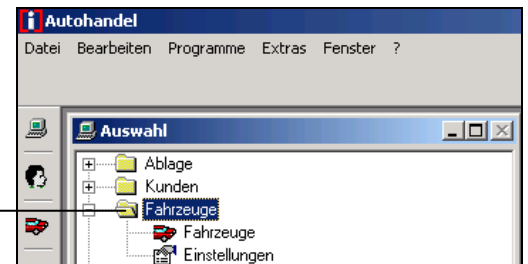 Autohandel
Datei Bearbeiten Programme Extras Fenster ?
Auswahl
Ablage
Kunden
Fahrzeuge
Fahrzeuge
Einstellungen